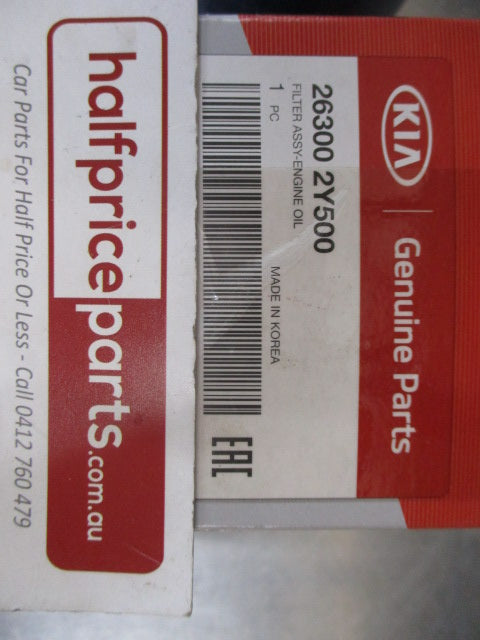 KIA Genuine Parts
26300 2Y500
FILTER ASSY-ENGINE OIL
1 PC MADE IN KOREA
EAC
halfpriceparts.com.au
Car Parts For Half Price Or Less - Call 0412 760 479